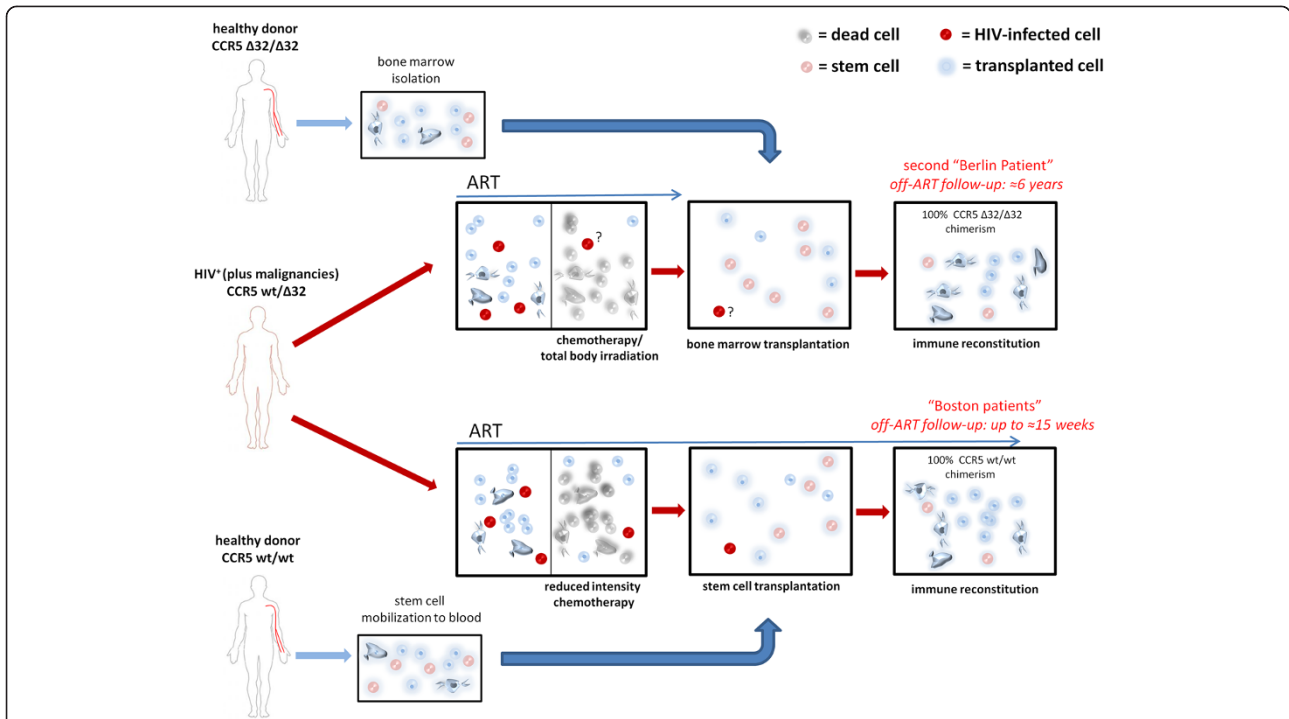 healthy donor
CCR5 Δ32/Δ32
= dead cell
= HIV-infected cell
= stem cell
= transplanted cell
bone marrow
isolation
second “Berlin Patient”
off-ART follow-up: ≈6 years
ART
100% CCR5 Δ32/Δ32
chimerism
?
?
HIV⁺ (plus malignancies)
CCR5 wt/Δ32
chemotherapy/
total body irradiation
bone marrow transplantation
immune reconstitution
“Boston patients”
off-ART follow-up: up to ≈15 weeks
ART
100% CCR5 wt/wt
chimerism
healthy donor
CCR5 wt/wt
reduced intensity
chemotherapy
stem cell transplantation
immune reconstitution
stem cell
mobilization to blood